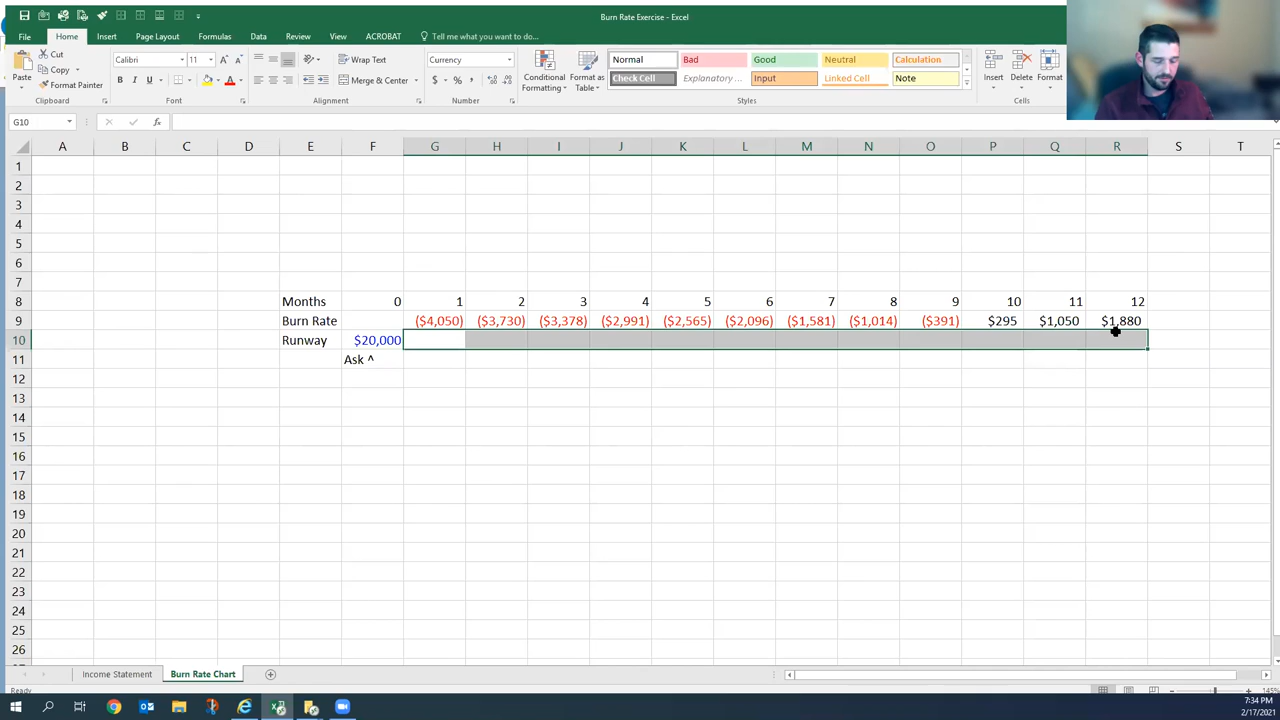 Burn Rate Exercise - Excel
File Home Insert Page Layout Formulas Data Review View ACROBAT Tell me what you want to do...
Paste
Cut
Copy
Format Painter
Clipboard
Calibri 11
B I U
Font
Merge & Center
Alignment
Currency
$ % ,
Number
Conditional Formatting
Format as Table
Normal Bad Good Neutral Calculation
Check Cell Explanatory ... Input Linked Cell Note
Styles
Insert Delete Format
Cells
G10 fx
A B C D E F G H I J K L M N O P Q R S T
1
2
3
4
5
6
7
8 Months 0 1 2 3 4 5 6 7 8 9 10 11 12
9 Burn Rate ($4,050) ($3,730) ($3,378) ($2,991) ($2,565) ($2,096) ($1,581) ($1,014) ($391) $295 $1,050 $1,880
10 Runway $20,000
11 Ask ^
12
13
14
15
16
17
18
19
20
21
22
23
24
25
26
Income Statement Burn Rate Chart
Ready
145%
7:34 PM
2/17/2021